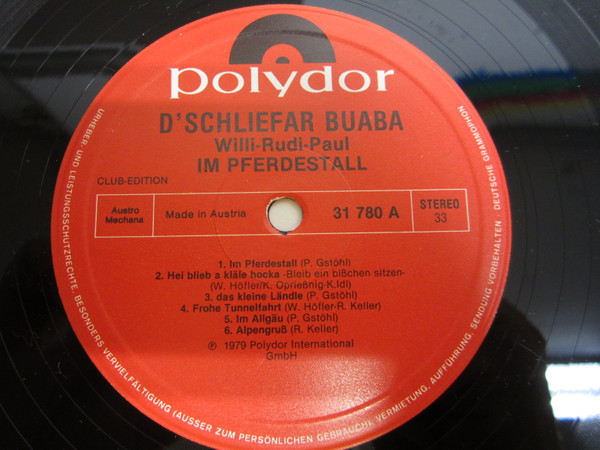 polydor
D'SCHLIEFAR BUABA
Willi-Rudi-Paul
IM PFERDESTALL
CLUB-EDITION
Austro
Mechana
Made in Austria
31 780 A
STEREO
33
1. Im Pferdestall (P. Gstöhl)
2. Hei blieb a kläle hocka -Bleib ein bißchen sitzen-
(W. Höfler/K. Oprießnig-K.Idl)
3. das kleine Ländle (P. Gstöhl)
4. Frohe Tunnelfahrt (W. Höfler-R. Keller)
5. Im Allgäu (P. Gstöhl)
6. Alpengruß (R. Keller)
℗ 1979 Polydor International
GmbH
URHEBER- UND LEISTUNGSSCHUTZRECHTE, BESONDERS VERVIELFÄLTIGUNG (AUSSER ZUM PERSÖNLICHEN GEBRAUCH), VERMIETUNG, AUFFÜHRUNG, SENDUNG VORBEHALTEN · DEUTSCHE GRAMMOPHON